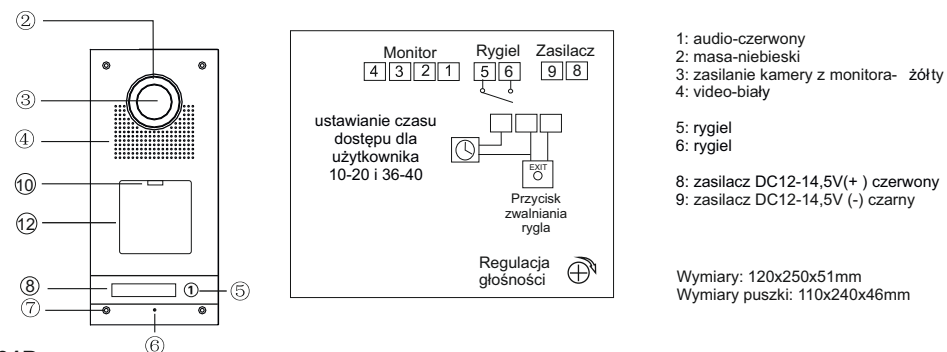 ②
③
④
⑩
⑫
⑧
①
⑤
⑦
⑥
Monitor
Rygiel
Zasilacz
4 3 2 1
5 6
9 8
ustawianie czasu
dostępu dla
użytkownika
10-20 i 36-40
EXIT
Przycisk
zwalniania
rygla
Regulacja
głośności
1: audio-czerwony
2: masa-niebieski
3: zasilanie kamery z monitora- żółty
4: video-biały
5: rygiel
6: rygiel
8: zasilacz DC12-14,5V(+ ) czerwony
9: zasilacz DC12-14,5V (-) czarny
Wymiary: 120x250x51mm
Wymiary puszki: 110x240x46mm